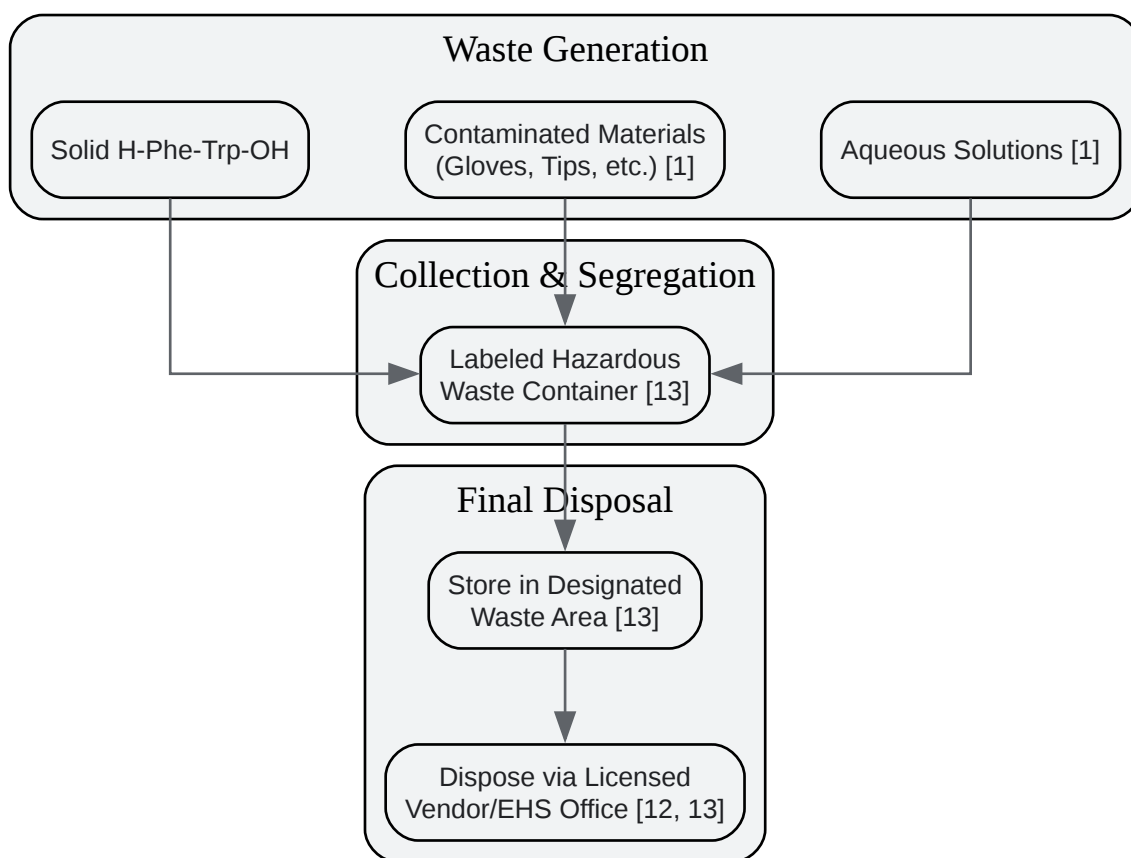 Waste Generation
Solid H-Phe-Trp-OH
Contaminated Materials
(Gloves, Tips, etc.) [1]
Aqueous Solutions [1]
Collection & Segregation
Labeled Hazardous
Waste Container [13]
Final Disposal
Store in Designated
Waste Area [13]
Dispose via Licensed
Vendor/EHS Office [12, 13]